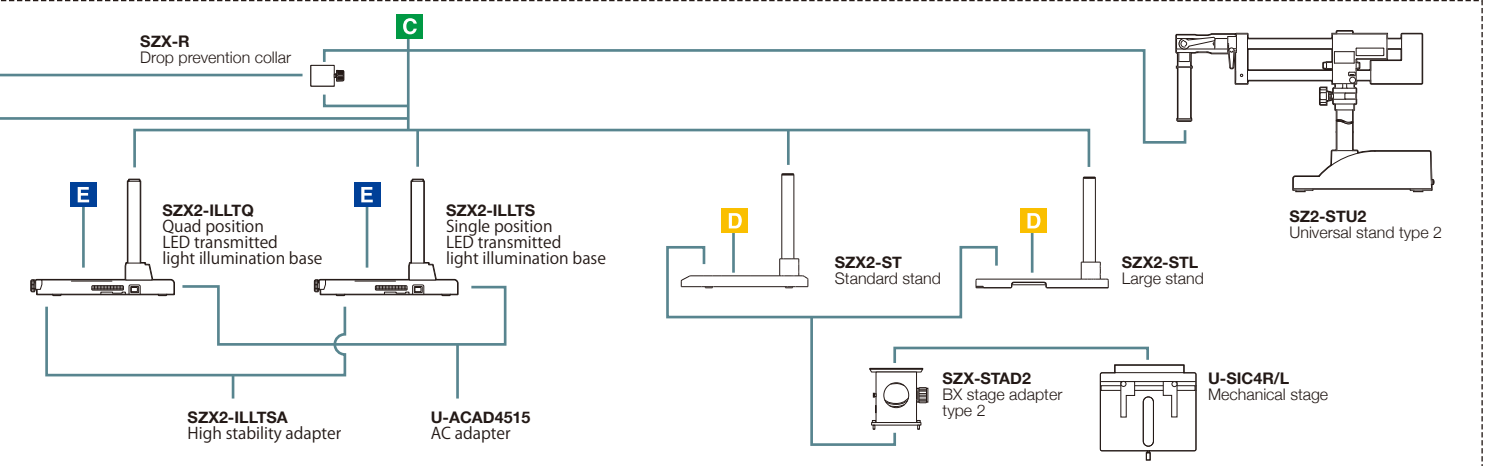 C
SZX-R
Drop prevention collar
E
SZX2-ILLTQ
Quad position
LED transmitted
light illumination base
E
SZX2-ILLTS
Single position
LED transmitted
light illumination base
D
SZX2-ST
Standard stand
D
SZX2-STL
Large stand
SZ2-STU2
Universal stand type 2
SZX2-ILLTSA
High stability adapter
U-ACAD4515
AC adapter
SZX-STAD2
BX stage adapter
type 2
U-SIC4R/L
Mechanical stage